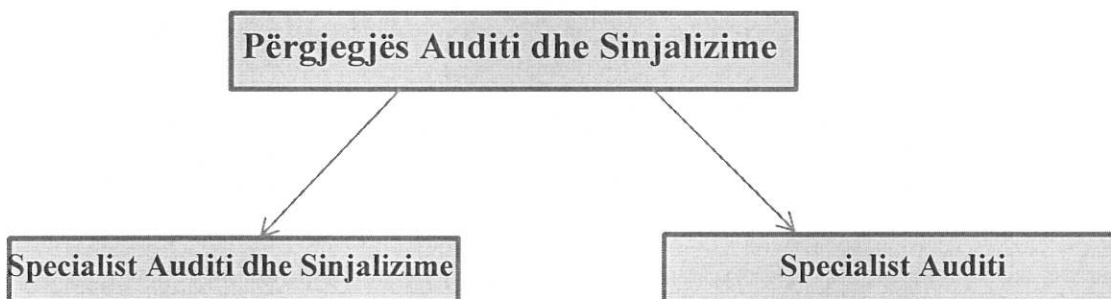 Përgjegjës Auditi dhe Sinjalizime
Specialist Auditi dhe Sinjalizime
Specialist Auditi